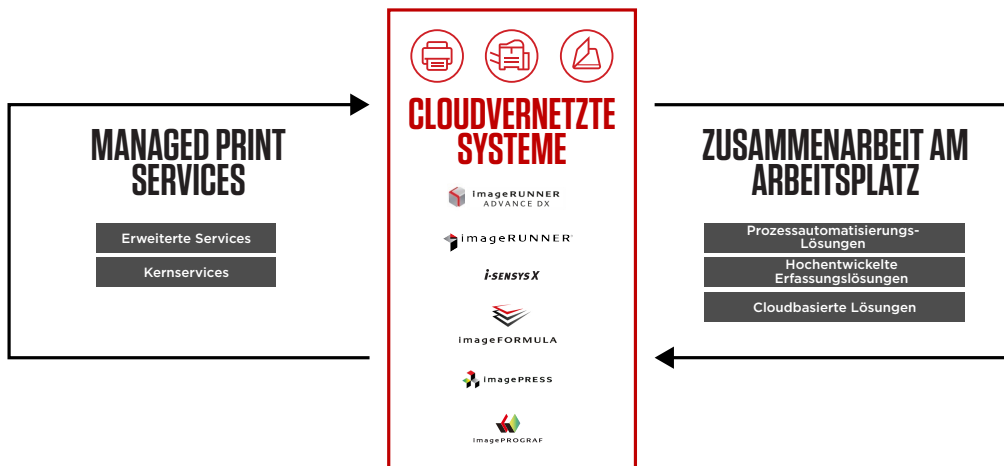 MANAGED PRINT
SERVICES
Erweiterte Services
Kernservices
CLOUDVERNETZTE
SYSTEME
imageRUNNER
ADVANCE DX
imageRUNNER
i-SENSYS X
imageFORMULA
imagePRESS
imagePROGRAF
ZUSAMMENARBEIT AM
ARBEITSPLATZ
Prozessautomatisierungs-
Lösungen
Hochentwickelte
Erfassungslösungen
Cloudbasierte Lösungen